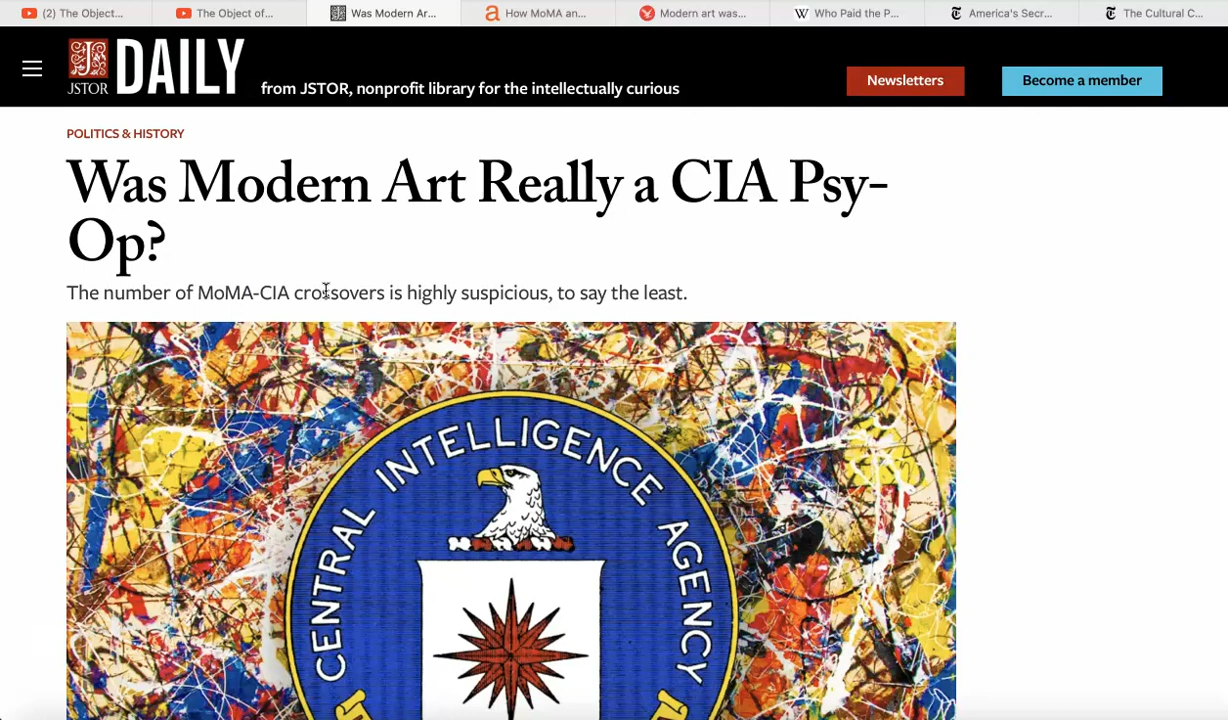 (2) The Object...
The Object of...
Was Modern Ar...
How MoMA an...
Modern art was...
Who Paid the P...
America's Secr...
The Cultural C...
JSTOR DAILY
from JSTOR, nonprofit library for the intellectually curious
Newsletters
Become a member
POLITICS & HISTORY
Was Modern Art Really a CIA Psy-
Op?
The number of MoMA-CIA crossovers is highly suspicious, to say the least.
CENTRAL INTELLIGENCE AGENCY